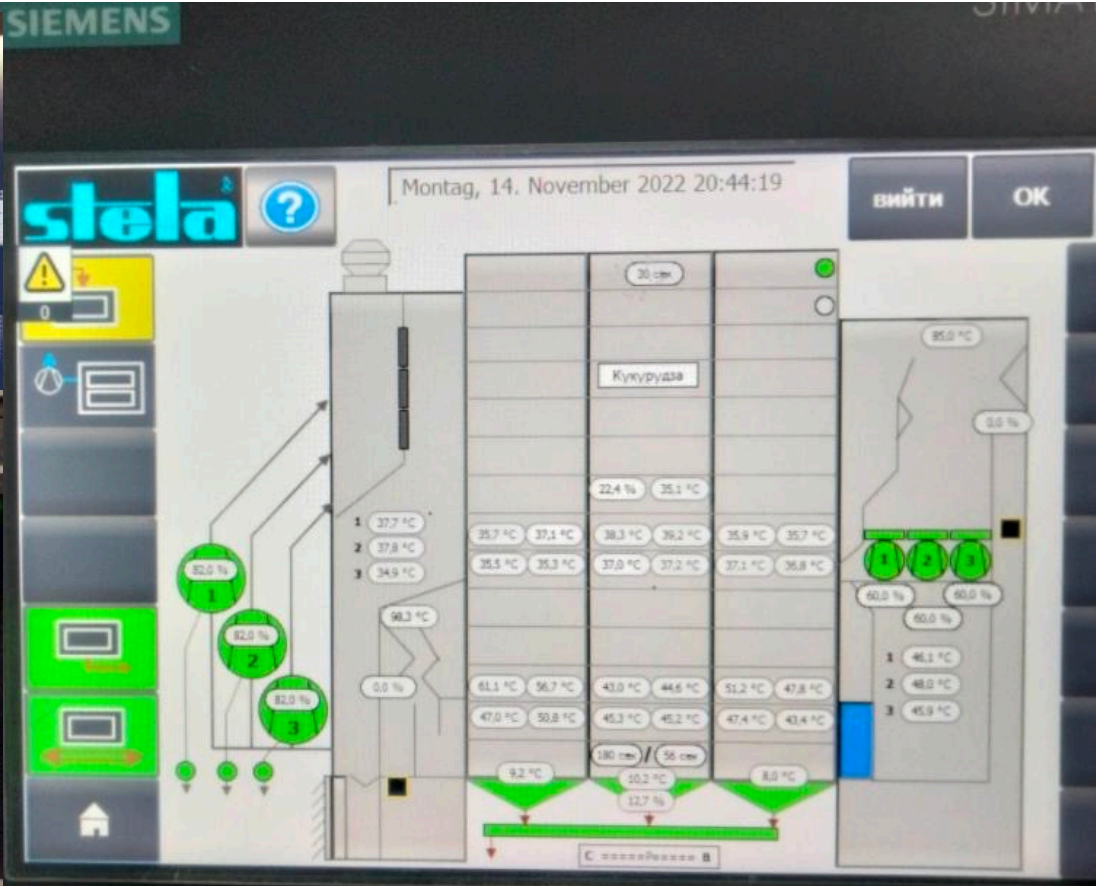 SIEMENS
stela
?
Montag, 14. November 2022 20:44:19
вийти
OK
0
Кукурудза
85,0 °C
0,0 %
22,4 % 35,1 °C
1 37,7 °C
2 37,8 °C
3 34,9 °C
35,7 °C 37,1 °C 38,3 °C 39,2 °C 35,9 °C 35,7 °C
35,5 °C 35,3 °C 37,0 °C 37,2 °C 37,1 °C 36,8 °C
82,0 %
1
82,0 %
2
82,0 %
3
98,3 °C
0,0 %
1 2 3
60,0 % 60,0 %
60,0 %
1 46,1 °C
2 48,0 °C
3 45,9 °C
61,1 °C 56,7 °C 43,0 °C 44,6 °C 51,2 °C 47,8 °C
47,0 °C 50,8 °C 45,3 °C 45,2 °C 47,4 °C 43,4 °C
180 сек / 56 сек
9,2 °C 10,2 °C 8,0 °C
12,7 %